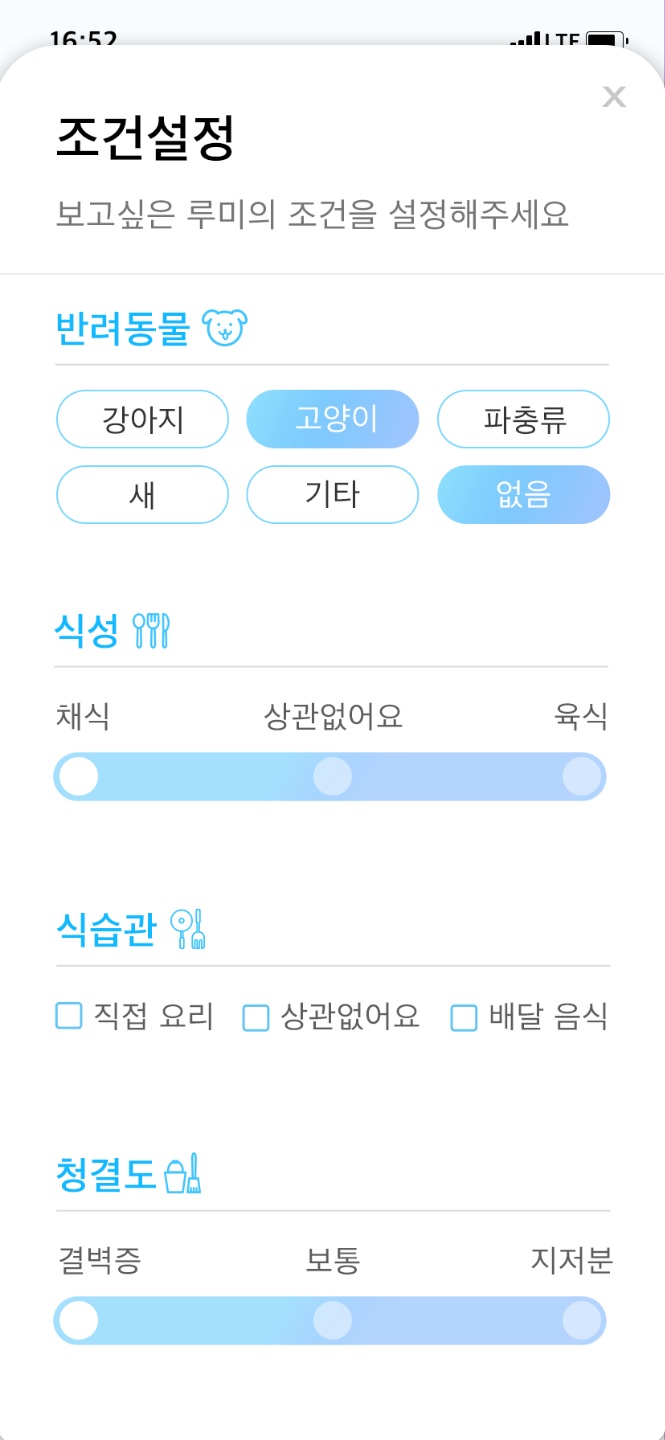 16:52 LTE
X
조건설정
보고싶은 루미의 조건을 설정해주세요
반려동물
강아지 고양이 파충류
새 기타 없음
식성
채식 상관없어요 육식
식습관
직접 요리 상관없어요 배달 음식
청결도
결벽증 보통 지저분